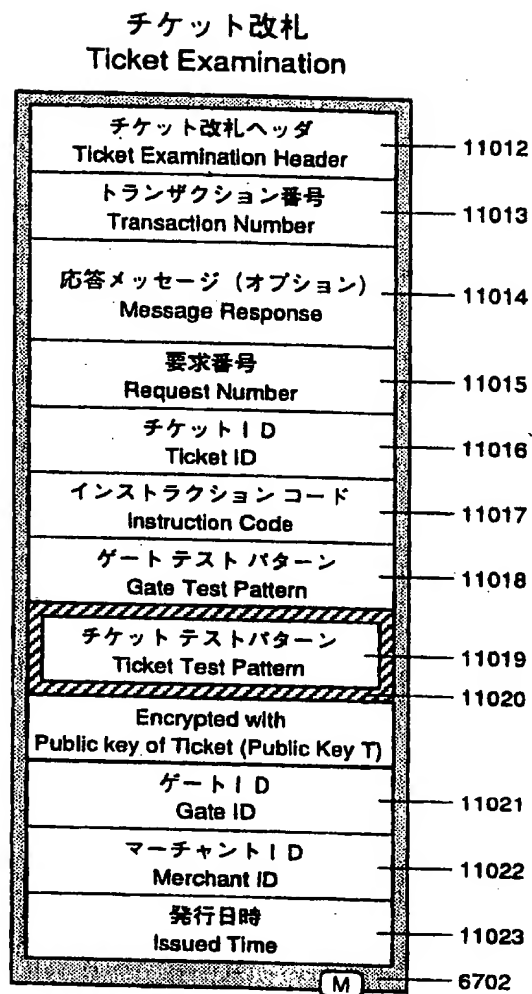 チケット改札
Ticket Examination
チケット改札ヘッダ
Ticket Examination Header
11012
トランザクション番号
Transaction Number
11013
応答メッセージ (オプション)
Message Response
11014
要求番号
Request Number
11015
チケットID
Ticket ID
11016
インストラクション コード
Instruction Code
11017
ゲート テスト パターン
Gate Test Pattern
11018
チケット テストパターン
Ticket Test Pattern
11019
11020
Encrypted with
Public key of Ticket (Public Key T)
ゲートID
Gate ID
11021
マーチャントID
Merchant ID
11022
発行日時
Issued Time
11023
M
6702